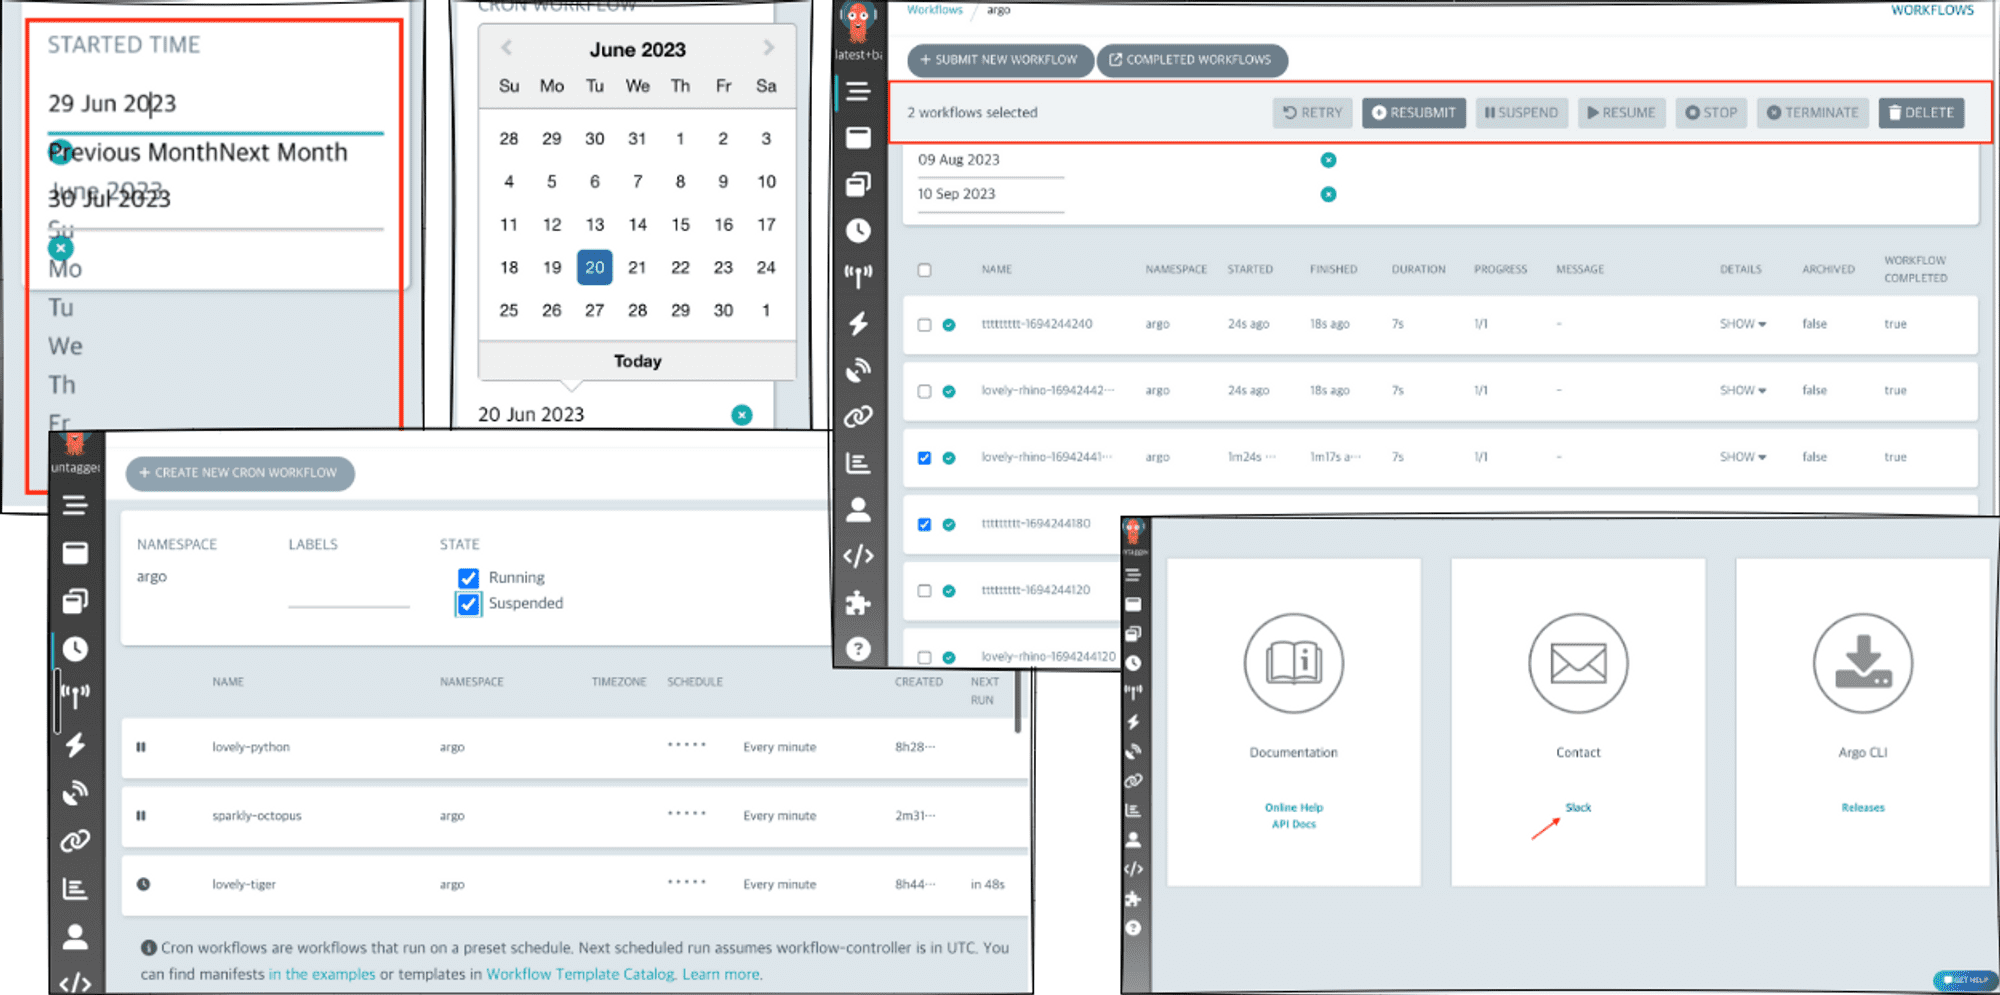 STARTED TIME
29 Jun 2023
Previous MonthNext Month
June 2023
30 Jul 2023
Su
Mo
Tu
We
Th
Fr
CRON WORKFLOW
June 2023
Su Mo Tu We Th Fr Sa
28 29 30 31 1 2 3
4 5 6 7 8 9 10
11 12 13 14 15 16 17
18 19 20 21 22 23 24
25 26 27 28 29 30 1
Today
20 Jun 2023
latest+ba
Workflows / argo
WORKFLOWS
+ SUBMIT NEW WORKFLOW
COMPLETED WORKFLOWS
2 workflows selected
RETRY RESUBMIT SUSPEND RESUME STOP TERMINATE DELETE
09 Aug 2023
10 Sep 2023
NAME NAMESPACE STARTED FINISHED DURATION PROGRESS MESSAGE DETAILS ARCHIVED WORKFLOW COMPLETED
ttttttttt-1694244240 argo 24s ago 18s ago 7s 1/1 - SHOW false true
lovely-rhino-16942442··· argo 24s ago 18s ago 7s 1/1 - SHOW false true
lovely-rhino-16942441··· argo 1m24s ··· 1m17s a··· 7s 1/1 - SHOW false true
ttttttttt-1694244180
ttttttttt-1694244120
lovely-rhino-1694244120
untagged
+ CREATE NEW CRON WORKFLOW
NAMESPACE LABELS STATE
argo
Running
Suspended
NAME NAMESPACE TIMEZONE SCHEDULE CREATED NEXT RUN
lovely-python argo * * * * * Every minute 8h28···
sparkly-octopus argo * * * * * Every minute 2m31···
lovely-tiger argo * * * * * Every minute 8h44··· in 48s
Cron workflows are workflows that run on a preset schedule. Next scheduled run assumes workflow-controller is in UTC. You
can find manifests in the examples or templates in Workflow Template Catalog. Learn more.
Documentation
Online Help
API Docs
Contact
Slack
Argo CLI
Releases
GET HELP